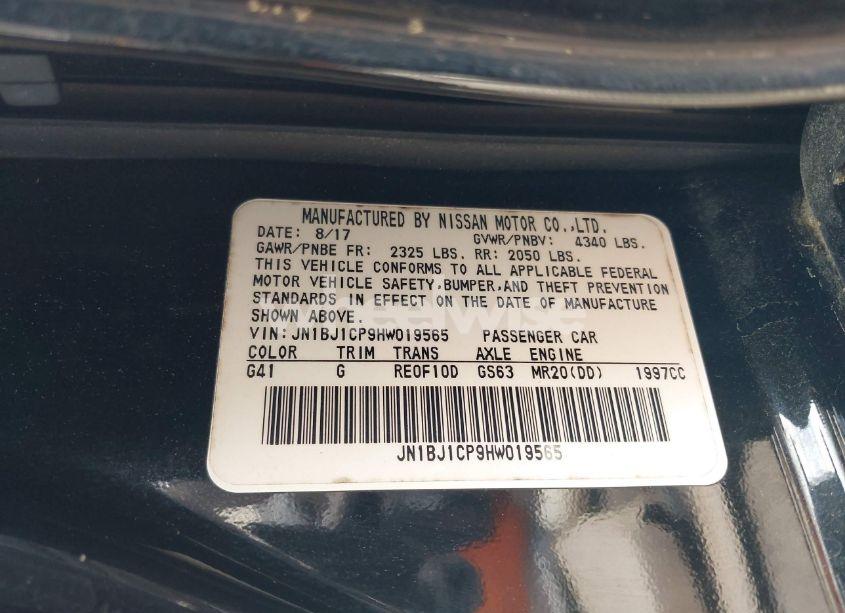 MANUFACTURED BY NISSAN MOTOR CO.,LTD.
DATE: 8/17 GVWR/PNBV: 4340 LBS.
GAWR/PNBE FR: 2325 LBS. RR: 2050 LBS.
THIS VEHICLE CONFORMS TO ALL APPLICABLE FEDERAL
MOTOR VEHICLE SAFETY,BUMPER,AND THEFT PREVENTION
STANDARDS IN EFFECT ON THE DATE OF MANUFACTURE
SHOWN ABOVE.
VIN:JN1BJ1CP9HW019565 PASSENGER CAR
COLOR TRIM TRANS AXLE ENGINE
G41 G RE0F10D GS63 MR20(DD) 1997CC
JN1BJ1CP9HW019565